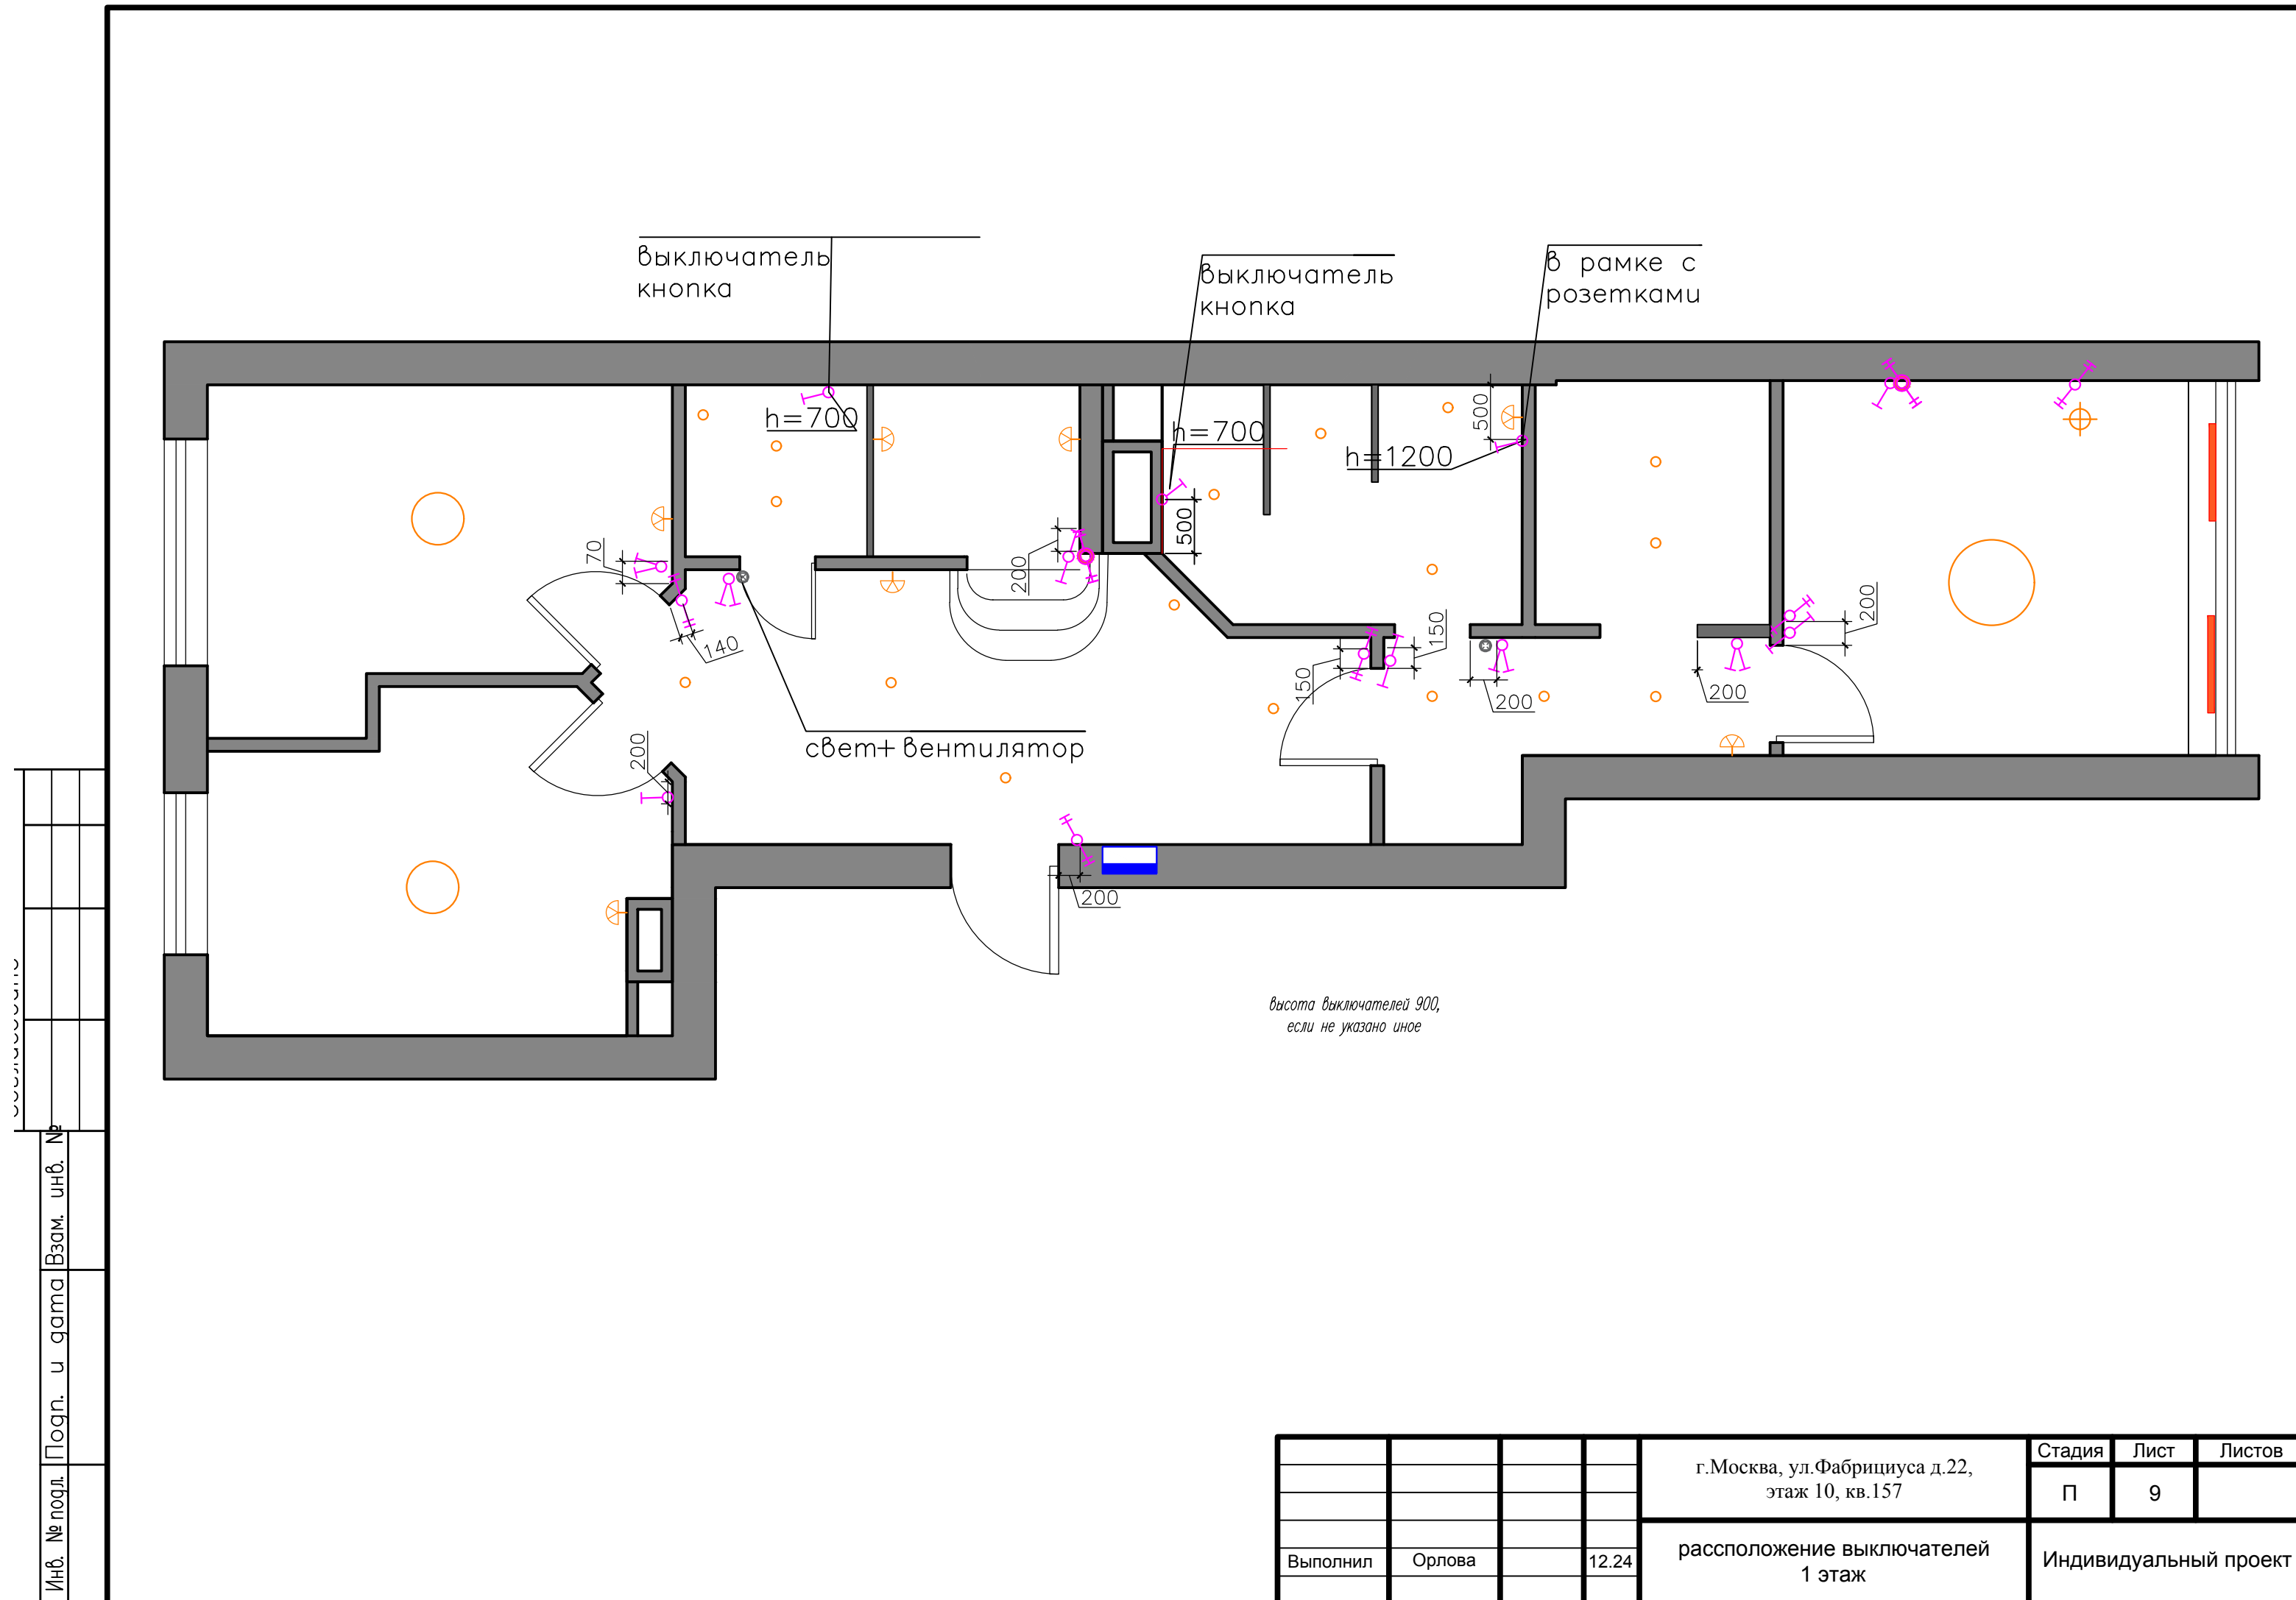 выключатель
кнопка
выключатель
кнопка
в рамке с
розетками
h=700
h=700
h=1200
500
500
70
200
140
150
150
200
200
200
200
свет+вентилятор
200
высота выключателей 900,
если не указано иное
Взам. инв. №
Подп. и дата
Инв. № подл.
г.Москва, ул.Фабрициуса д.22,
этаж 10, кв.157
Стадия Лист Листов
П 9
Выполнил Орлова 12.24
рассположение выключателей
1 этаж
Индивидуальный проект